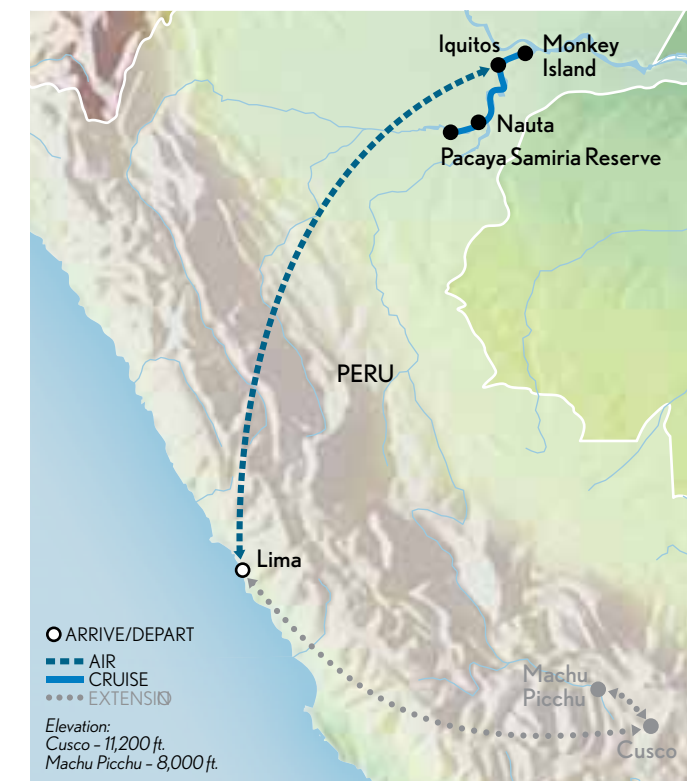 Iquitos
Monkey
Island
Nauta
Pacaya Samiria Reserve
PERU
Lima
ARRIVE/DEPART
AIR
CRUISE
EXTENSION
Elevation:
Cusco – 11,200 ft.
Machu Picchu – 8,000 ft.
Machu
Picchu
Cusco